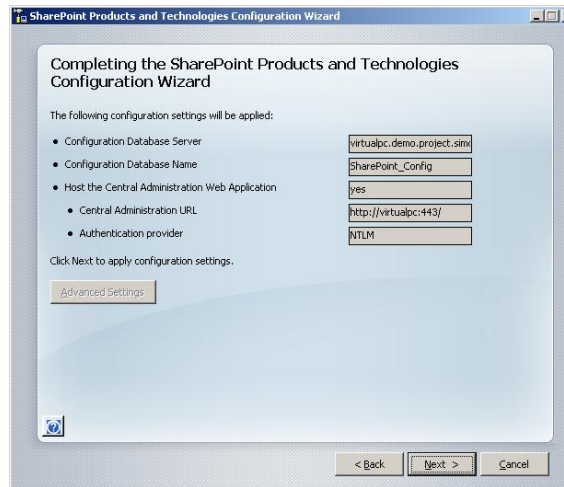 SharePoint Products and Technologies Configuration Wizard
Completing the SharePoint Products and Technologies
Configuration Wizard
The following configuration settings will be applied:
Configuration Database Server
virtualpc.demo.project.sim
Configuration Database Name
SharePoint_Config
Host the Central Administration Web Application
yes
Central Administration URL
http://virtualpc:443/
Authentication provider
NTLM
Click Next to apply configuration settings.
Advanced Settings
< Back
Next >
Cancel